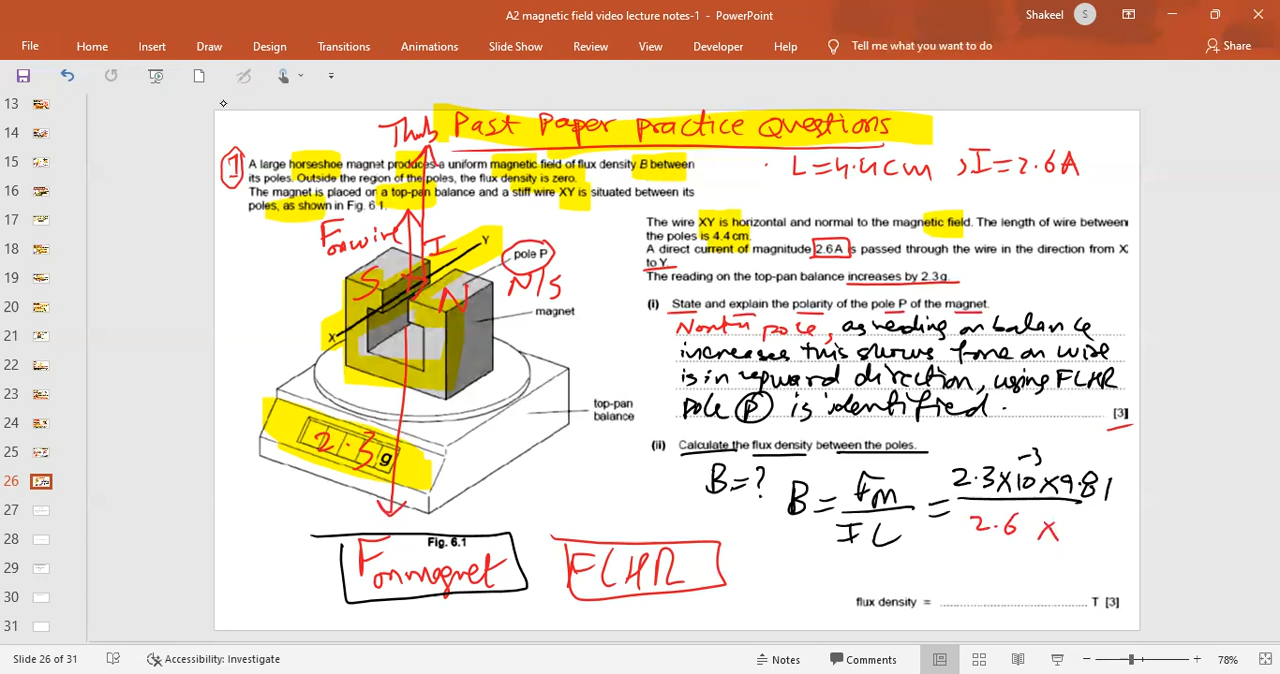 A2 magnetic field video lecture notes-1 - PowerPoint
Shakeel
S
File Home Insert Draw Design Transitions Animations Slide Show Review View Developer Help Tell me what you want to do Share
13
14
15
16
17
18
19
20
21
22
23
24
25
26
27
28
29
30
31
Past Paper practice Questions
L=4.4cm , I=2.6A
7
A large horseshoe magnet produces a uniform magnetic field of flux density B between
its poles. Outside the region of the poles, the flux density is zero.
The magnet is placed on a top-pan balance and a stiff wire XY is situated between its
poles, as shown in Fig. 6.1.
F on wire
I
Y
pole P
N/S
S
N
magnet
X
top-pan
balance
2.3 g
Fig. 6.1
F on magnet
FLHR
The wire XY is horizontal and normal to the magnetic field. The length of wire between
the poles is 4.4 cm.
A direct current of magnitude 2.6 A is passed through the wire in the direction from X
to Y.
The reading on the top-pan balance increases by 2.3 g.
(i) State and explain the polarity of the pole P of the magnet.
North pole, as reading on balance
increases this shows force on wire
is in upward direction, using FLHR
pole P is identified.
[3]
(ii) Calculate the flux density between the poles.
B=? B = Fm / IL = 2.3×10⁻³×9.81 / 2.6 ×
flux density = ............ T [3]
Slide 26 of 31 Accessibility: Investigate Notes Comments 78%